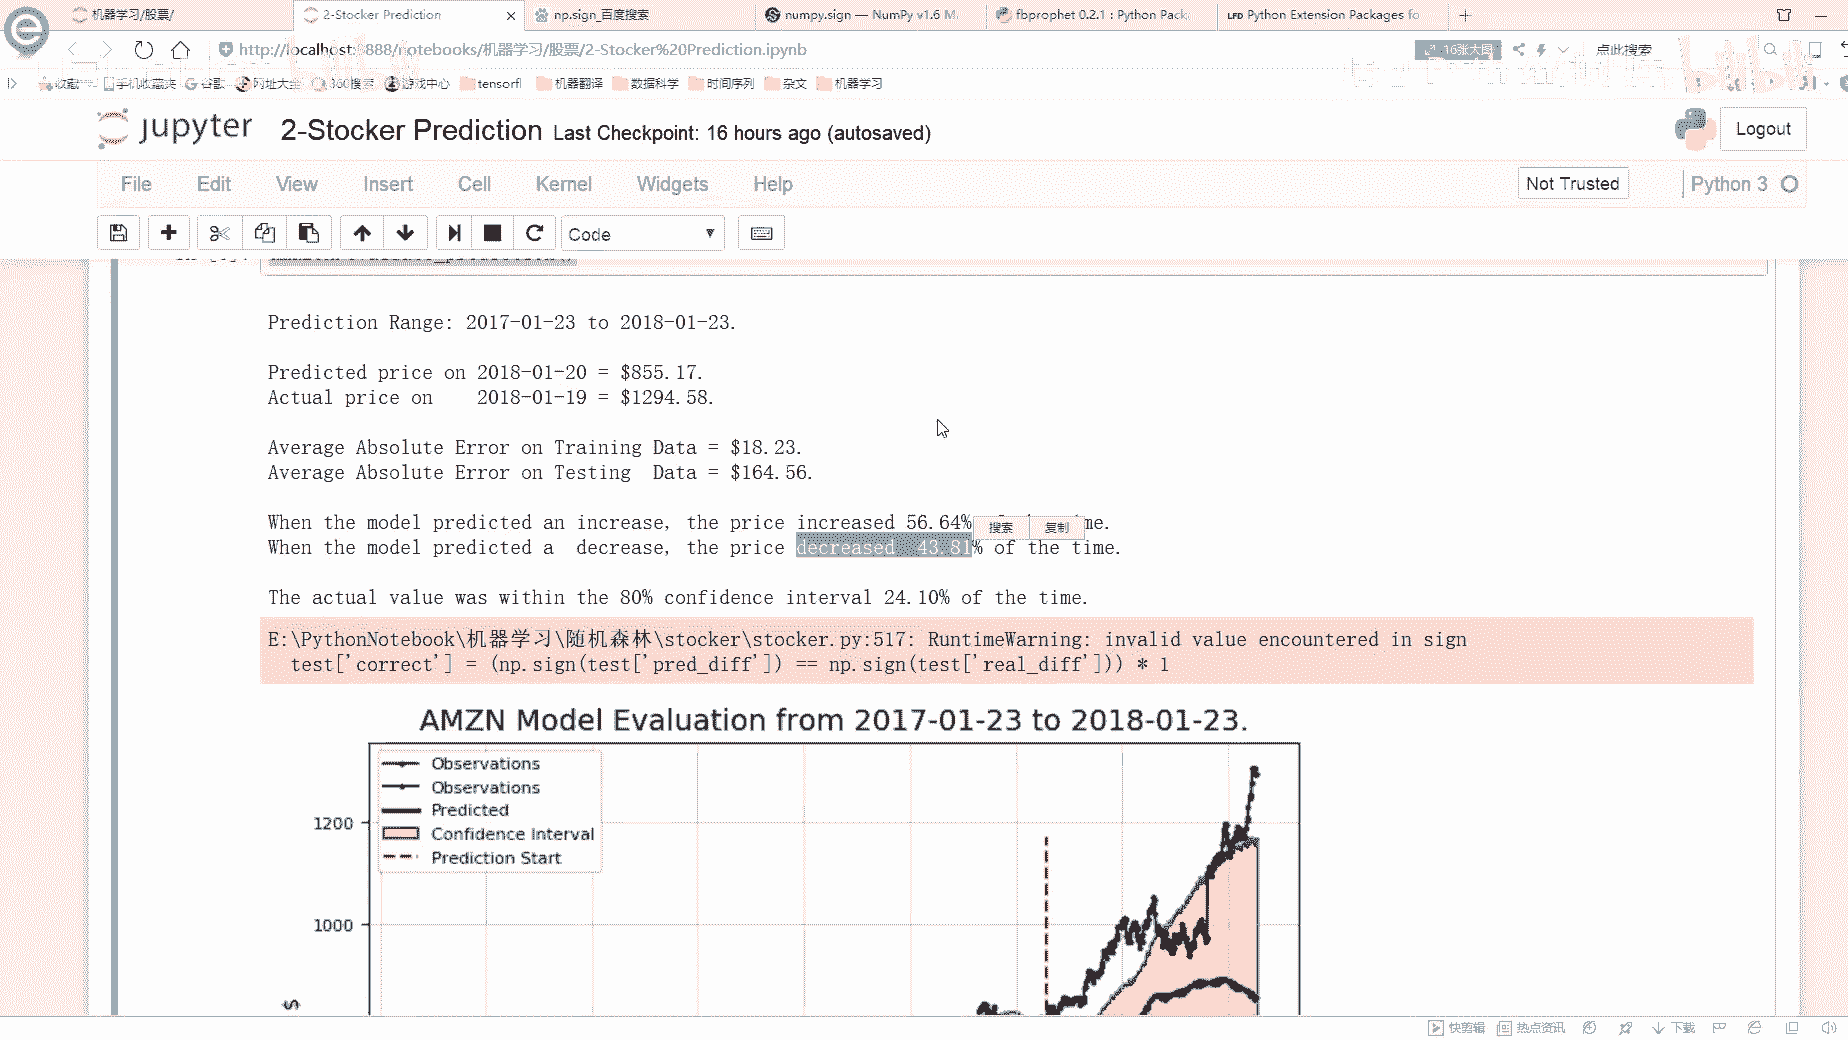 机器学习/股票/
2-Stocker Prediction
np.sign_百度搜索
numpy.sign — NumPy v1.6 M
fbprophet 0.2.1 : Python Pack
LFD Python Extension Packages fo
http://localhost:8888/notebooks/机器学习/股票/2-Stocker%20Prediction.ipynb
16张大图
点此搜索
收藏
手机收藏夹
谷歌
网址大全
360搜索
游戏中心
tensorfl
机器翻译
数据科学
时间序列
杂文
机器学习
jupyter
2-Stocker Prediction Last Checkpoint: 16 hours ago (autosaved)
Logout
File Edit View Insert Cell Kernel Widgets Help
Not Trusted
Python 3
Code
Prediction Range: 2017-01-23 to 2018-01-23.
Predicted price on 2018-01-20 = $855.17.
Actual price on 2018-01-19 = $1294.58.
Average Absolute Error on Training Data = $18.23.
Average Absolute Error on Testing Data = $164.56.
When the model predicted an increase, the price increased 56.64% me.
搜索 复制
When the model predicted a decrease, the price decreased 43.81% of the time.
The actual value was within the 80% confidence interval 24.10% of the time.
E:\PythonNotebook\机器学习\随机森林\stocker\stocker.py:517: RuntimeWarning: invalid value encountered in sign
test['correct'] = (np.sign(test['pred_diff']) == np.sign(test['real_diff'])) * 1
AMZN Model Evaluation from 2017-01-23 to 2018-01-23.
Observations
Observations
Predicted
Confidence Interval
Prediction Start
1200
1000
$
快剪辑
热点资讯
下载